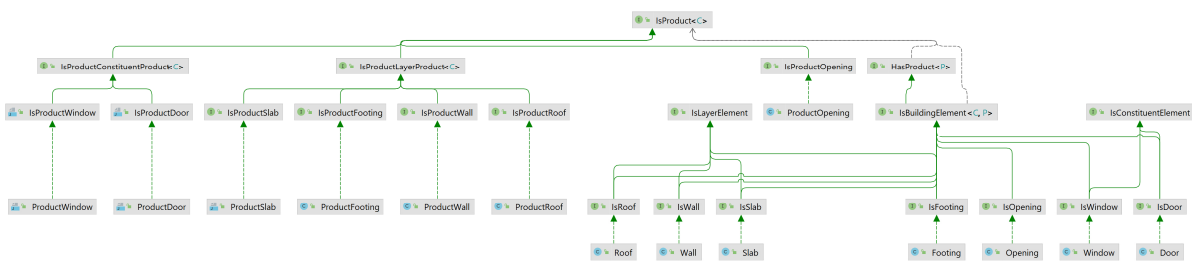 IsProduct<C>
IsProductConstituentProduct<C>
IsProductLayerProduct<C>
IsProductOpening
HasProduct<P>
IsProductWindow
IsProductDoor
IsProductSlab
IsProductFooting
IsProductWall
IsProductRoof
IsLayerElement
ProductOpening
IsBuildingElement<C, P>
IsConstituentElement
ProductWindow
ProductDoor
ProductSlab
ProductFooting
ProductWall
ProductRoof
IsRoof
IsWall
IsSlab
IsFooting
IsOpening
IsWindow
IsDoor
Roof
Wall
Slab
Footing
Opening
Window
Door